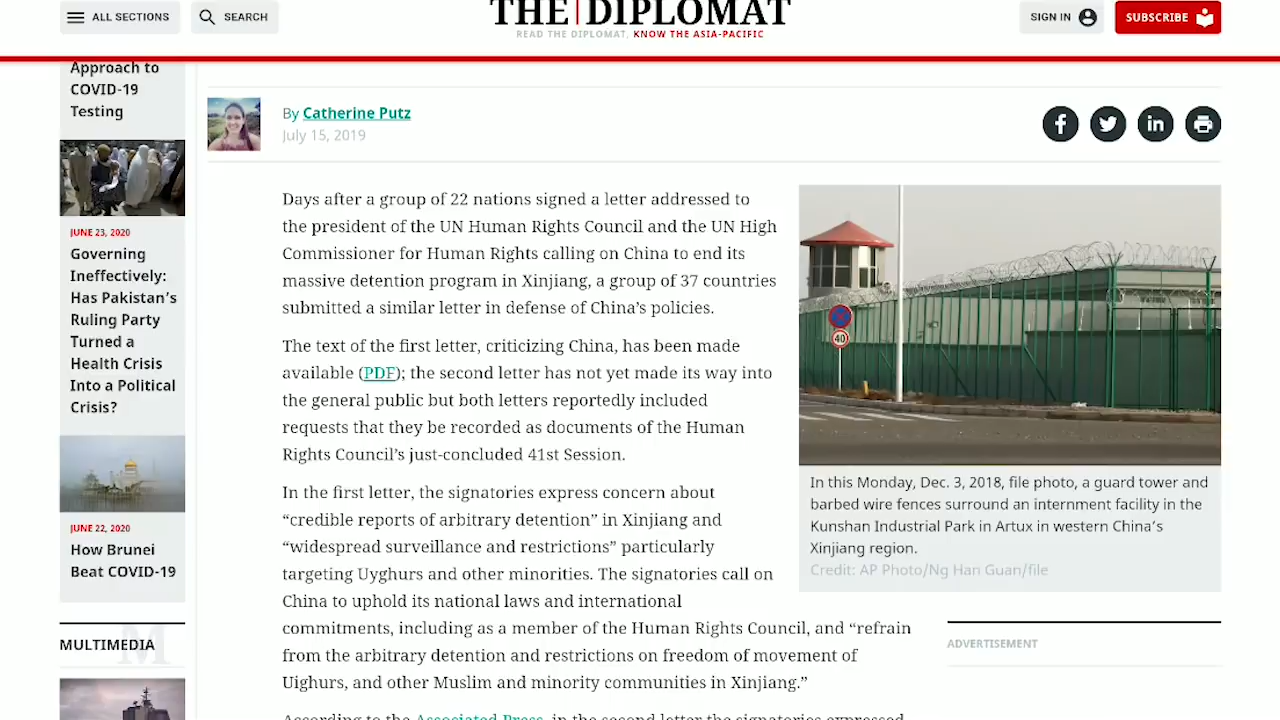 ALL SECTIONS
SEARCH
THE DIPLOMAT
READ THE DIPLOMAT, KNOW THE ASIA-PACIFIC
SIGN IN
SUBSCRIBE
Approach to
COVID-19
Testing
JUNE 23, 2020
Governing
Ineffectively:
Has Pakistan's
Ruling Party
Turned a
Health Crisis
Into a Political
Crisis?
JUNE 22, 2020
How Brunei
Beat COVID-19
MULTIMEDIA
By Catherine Putz
July 15, 2019
Days after a group of 22 nations signed a letter addressed to
the president of the UN Human Rights Council and the UN High
Commissioner for Human Rights calling on China to end its
massive detention program in Xinjiang, a group of 37 countries
submitted a similar letter in defense of China's policies.
The text of the first letter, criticizing China, has been made
available (PDF); the second letter has not yet made its way into
the general public but both letters reportedly included
requests that they be recorded as documents of the Human
Rights Council's just-concluded 41st Session.
In the first letter, the signatories express concern about
“credible reports of arbitrary detention” in Xinjiang and
“widespread surveillance and restrictions” particularly
targeting Uyghurs and other minorities. The signatories call on
China to uphold its national laws and international
commitments, including as a member of the Human Rights Council, and “refrain
from the arbitrary detention and restrictions on freedom of movement of
Uighurs, and other Muslim and minority communities in Xinjiang.”
According to the Associated Press, in the second letter the signatories expressed
40
In this Monday, Dec. 3, 2018, file photo, a guard tower and
barbed wire fences surround an internment facility in the
Kunshan Industrial Park in Artux in western China's
Xinjiang region.
Credit: AP Photo/Ng Han Guan/file
ADVERTISEMENT